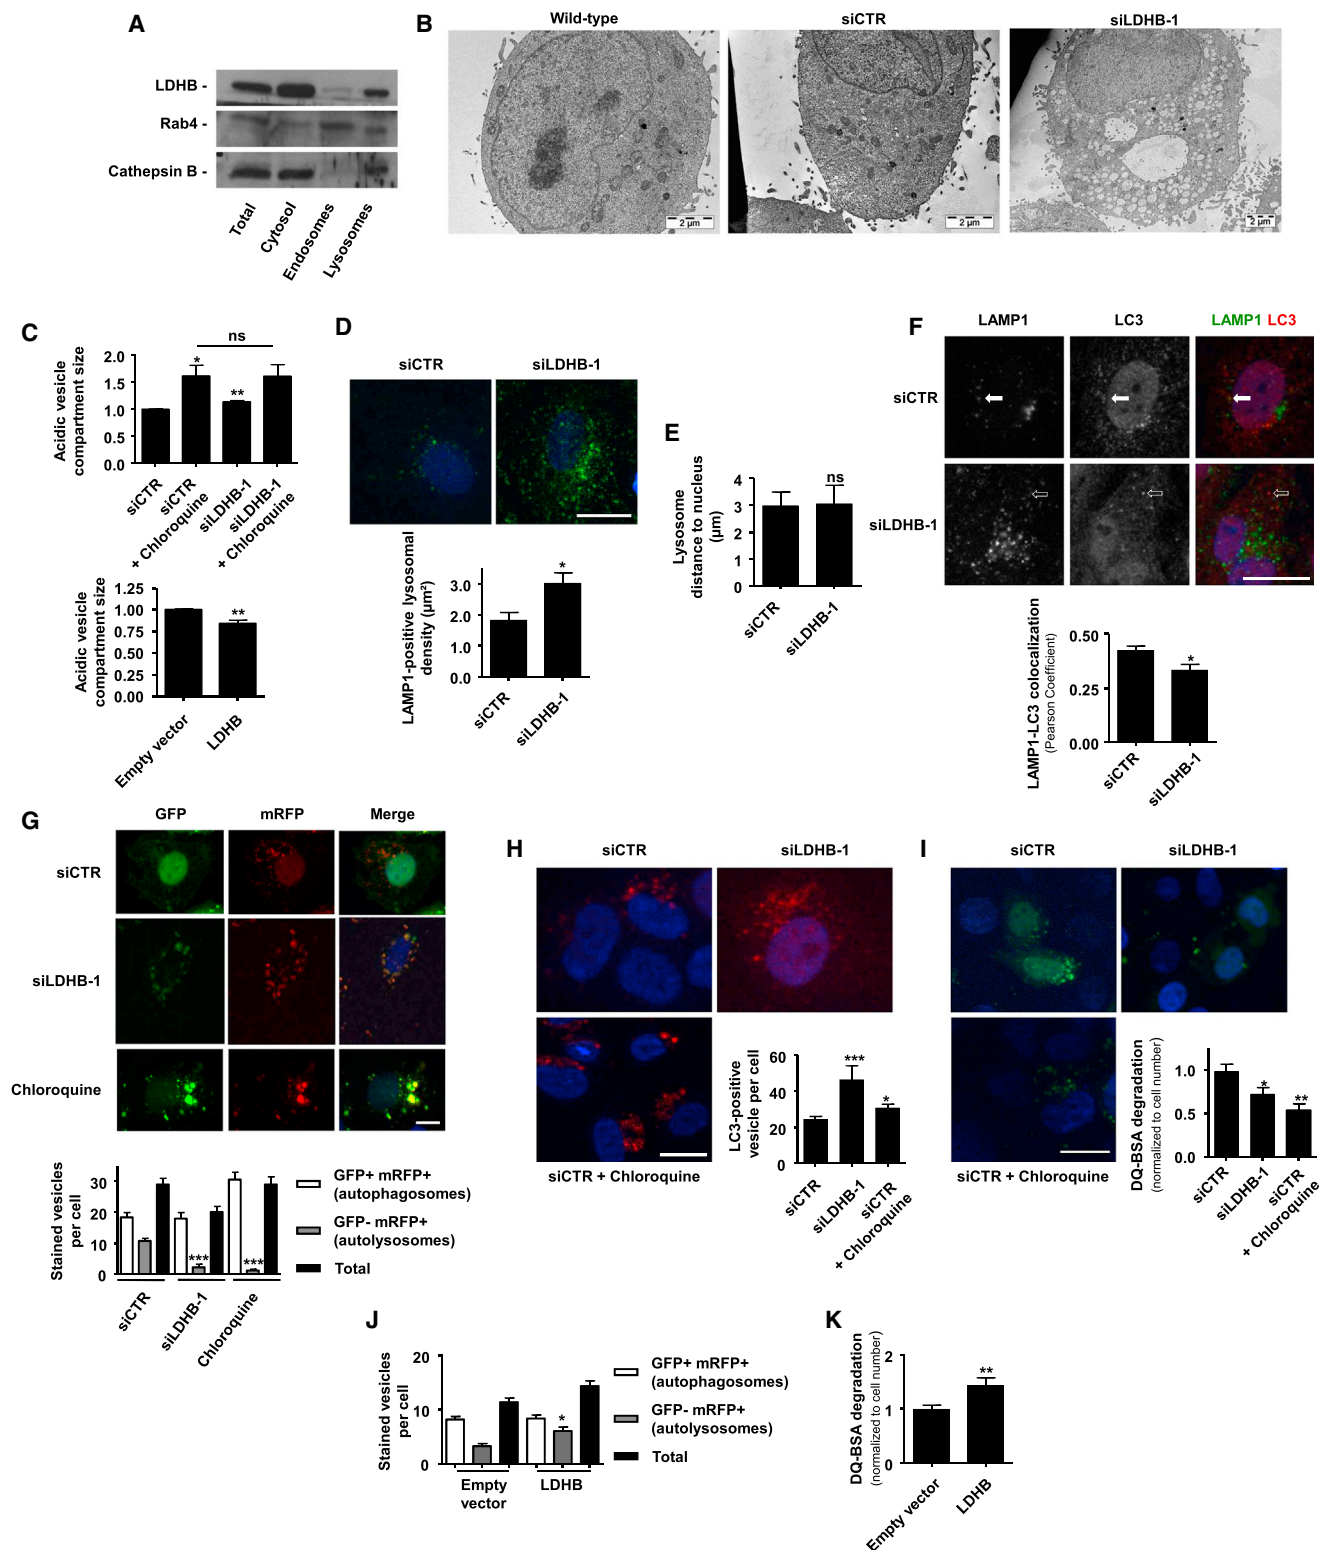 A
LDHB -
Rab4 -
Cathepsin B -
Total
Cytosol
Endosomes
Lysosomes
B
Wild-type
siCTR
siLDHB-1
2 µm
2 µm
2 µm
C
Acidic vesicle
compartment size
2.0
1.5
1.0
0.5
0.0
*
**
ns
siCTR
siCTR
+ Chloroquine
siLDHB-1
siLDHB-1
+ Chloroquine
Acidic vesicle
compartment size
1.25
1.00
0.75
0.50
0.25
0.00
**
Empty vector
LDHB
D
siCTR
siLDHB-1
LAMP1-positive lysosomal
density (µm²)
3.0
2.0
1.0
0.0
*
siCTR
siLDHB-1
E
Lysosome
distance to nucleus
(µm)
4
3
2
1
0
ns
siCTR
siLDHB-1
F
LAMP1
LC3
LAMP1 LC3
siCTR
siLDHB-1
LAMP1-LC3 colocalization
(Pearson Coefficient)
0.50
0.25
0.00
*
siCTR
siLDHB-1
G
GFP
mRFP
Merge
siCTR
siLDHB-1
Chloroquine
Stained vesicles
per cell
30
20
10
0
***
***
siCTR
siLDHB-1
Chloroquine
GFP+ mRFP+
(autophagosomes)
GFP- mRFP+
(autolysosomes)
Total
H
siCTR
siLDHB-1
siCTR + Chloroquine
LC3-positive
vesicle per cell
60
40
20
0
***
*
siCTR
siLDHB-1
siCTR
+ Chloroquine
I
siCTR
siLDHB-1
siCTR + Chloroquine
DQ-BSA degradation
(normalized to cell number)
1.0
0.5
0.0
*
**
siCTR
siLDHB-1
siCTR
+ Chloroquine
J
Stained vesicles
per cell
20
10
0
*
Empty
vector
LDHB
GFP+ mRFP+
(autophagosomes)
GFP- mRFP+
(autolysosomes)
Total
K
DQ-BSA degradation
(normalized to cell number)
2
1
0
**
Empty vector
LDHB